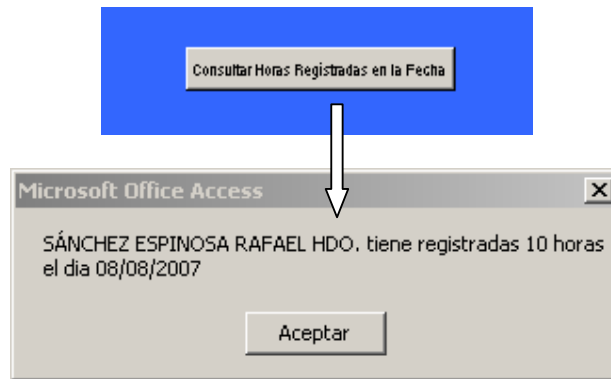 Consultar Horas Registradas en la Fecha
Microsoft Office Access
SÁNCHEZ ESPINOSA RAFAEL HDO. tiene registradas 10 horas
el dia 08/08/2007
Aceptar